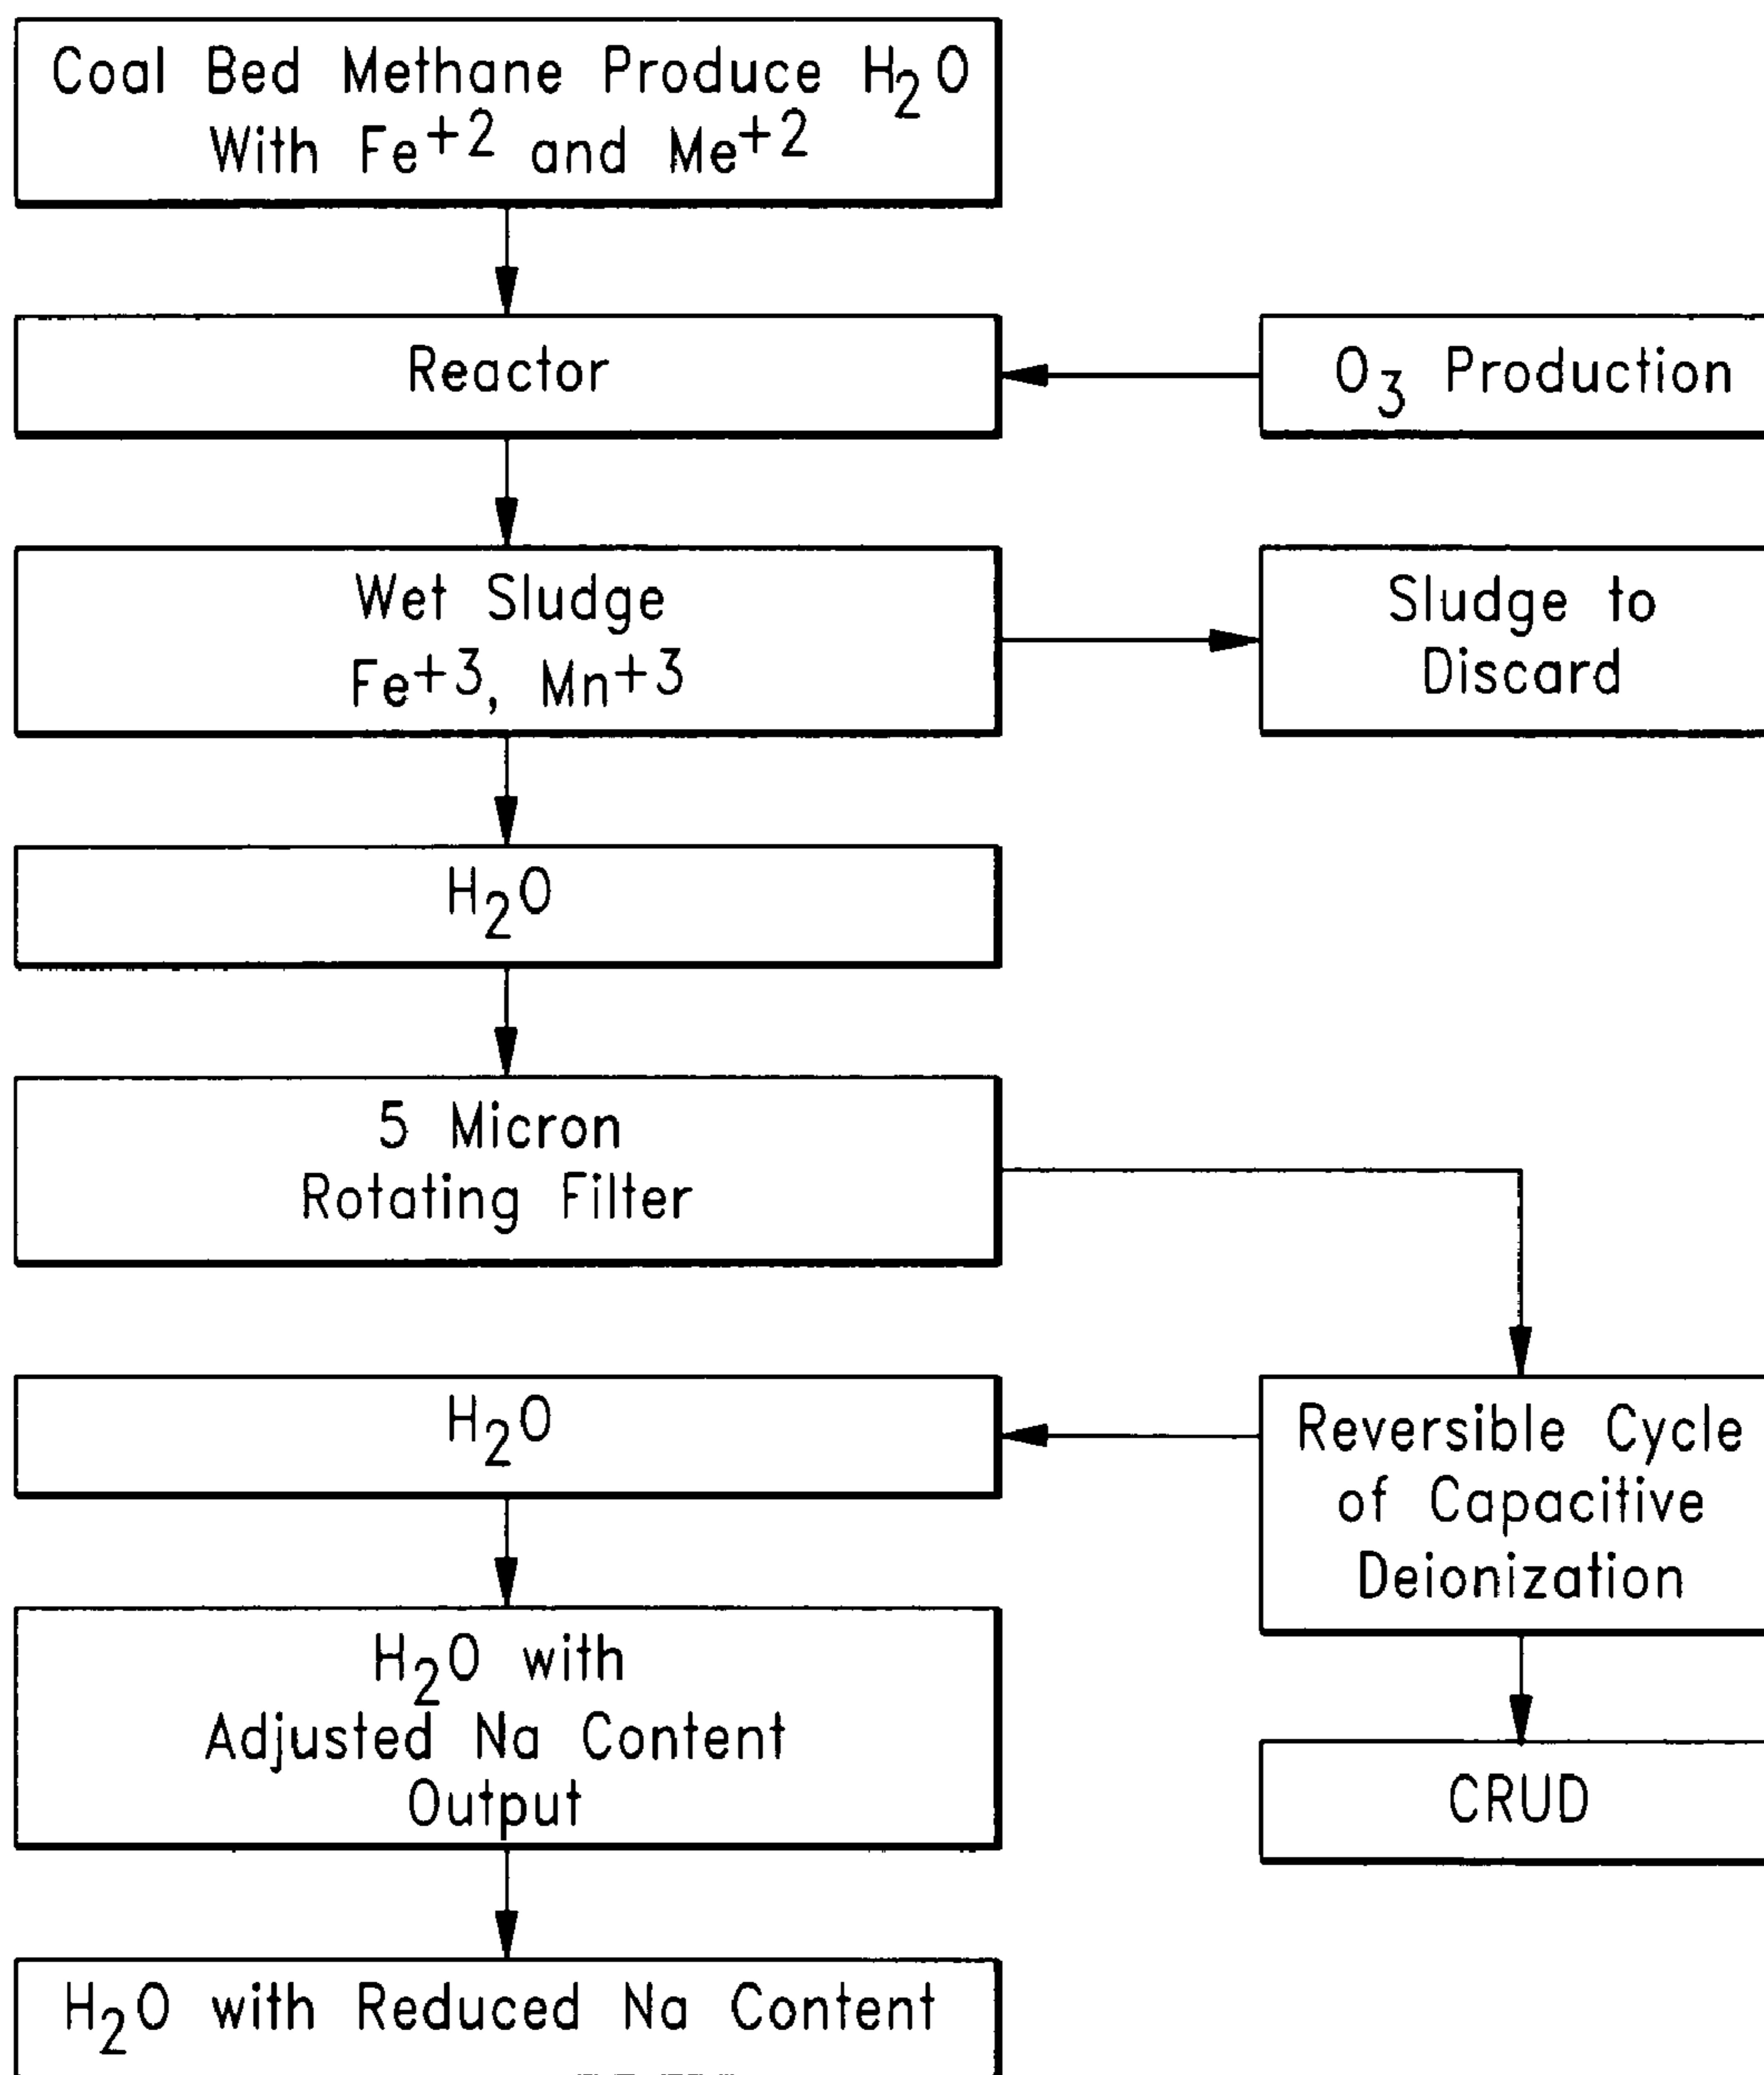 Coal Bed Methane Produce H₂O
With Fe⁺² and Me⁺²
Reactor
O₃ Production
Wet Sludge
Fe⁺³, Mn⁺³
Sludge to
Discard
H₂O
5 Micron
Rotating Filter
H₂O
Reversible Cycle
of Capacitive
Deionization
H₂O with
Adjusted Na Content
Output
CRUD
H₂O with Reduced Na Content